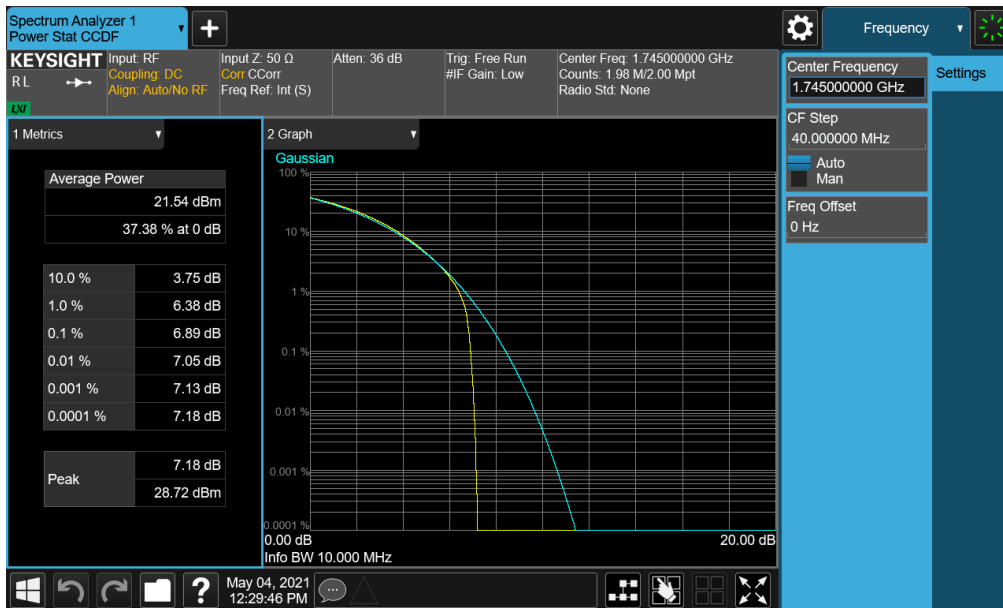 Spectrum Analyzer 1
Power Stat CCDF
+
Frequency
KEYSIGHT
R L
LXI
Input: RF
Coupling: DC
Align: Auto/No RF
Input Z: 50 Ω
Corr CCorr
Freq Ref: Int (S)
Atten: 36 dB
Trig: Free Run
#IF Gain: Low
Center Freq: 1.745000000 GHz
Counts: 1.98 M/2.00 Mpt
Radio Std: None
Center Frequency
1.745000000 GHz
Settings
CF Step
40.000000 MHz
Auto
Man
Freq Offset
0 Hz
1 Metrics
Average Power
21.54 dBm
37.38 % at 0 dB
10.0 % 3.75 dB
1.0 % 6.38 dB
0.1 % 6.89 dB
0.01 % 7.05 dB
0.001 % 7.13 dB
0.0001 % 7.18 dB
Peak
7.18 dB
28.72 dBm
2 Graph
Gaussian
100 %
10 %
1 %
0.1 %
0.01 %
0.001 %
0.0001 %
0.00 dB
20.00 dB
Info BW 10.000 MHz
?
May 04, 2021
12:29:46 PM